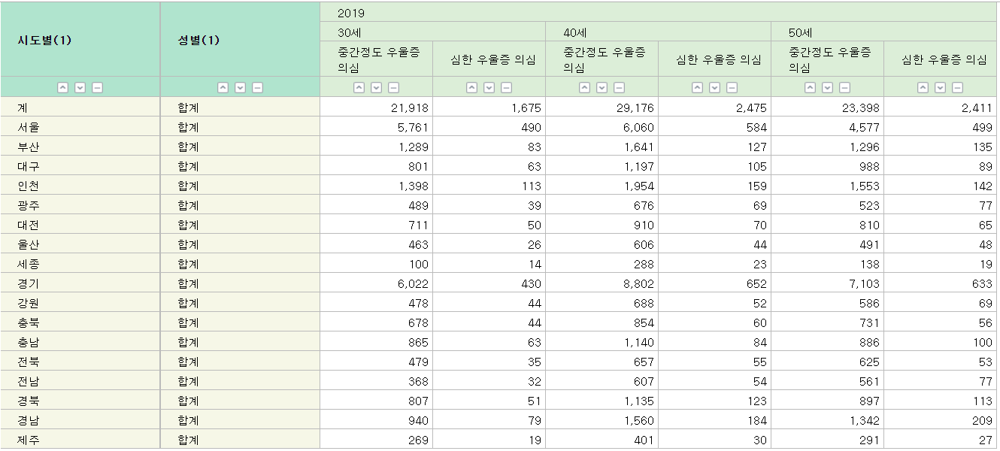 시도별(1) 성별(1) 2019
30세 40세 50세
중간정도 우울증 의심 심한 우울증 의심 중간정도 우울증 의심 심한 우울증 의심 중간정도 우울증 의심 심한 우울증 의심
계 합계 21,918 1,675 29,176 2,475 23,398 2,411
서울 합계 5,761 490 6,060 584 4,577 499
부산 합계 1,289 83 1,641 127 1,296 135
대구 합계 801 63 1,197 105 988 89
인천 합계 1,398 113 1,954 159 1,553 142
광주 합계 489 39 676 69 523 77
대전 합계 711 50 910 70 810 65
울산 합계 463 26 606 44 491 48
세종 합계 100 14 288 23 138 19
경기 합계 6,022 430 8,802 652 7,103 633
강원 합계 478 44 688 52 586 69
충북 합계 678 44 854 60 731 56
충남 합계 865 63 1,140 84 886 100
전북 합계 479 35 657 55 625 53
전남 합계 368 32 607 54 561 77
경북 합계 807 51 1,135 123 897 113
경남 합계 940 79 1,560 184 1,342 209
제주 합계 269 19 401 30 291 27